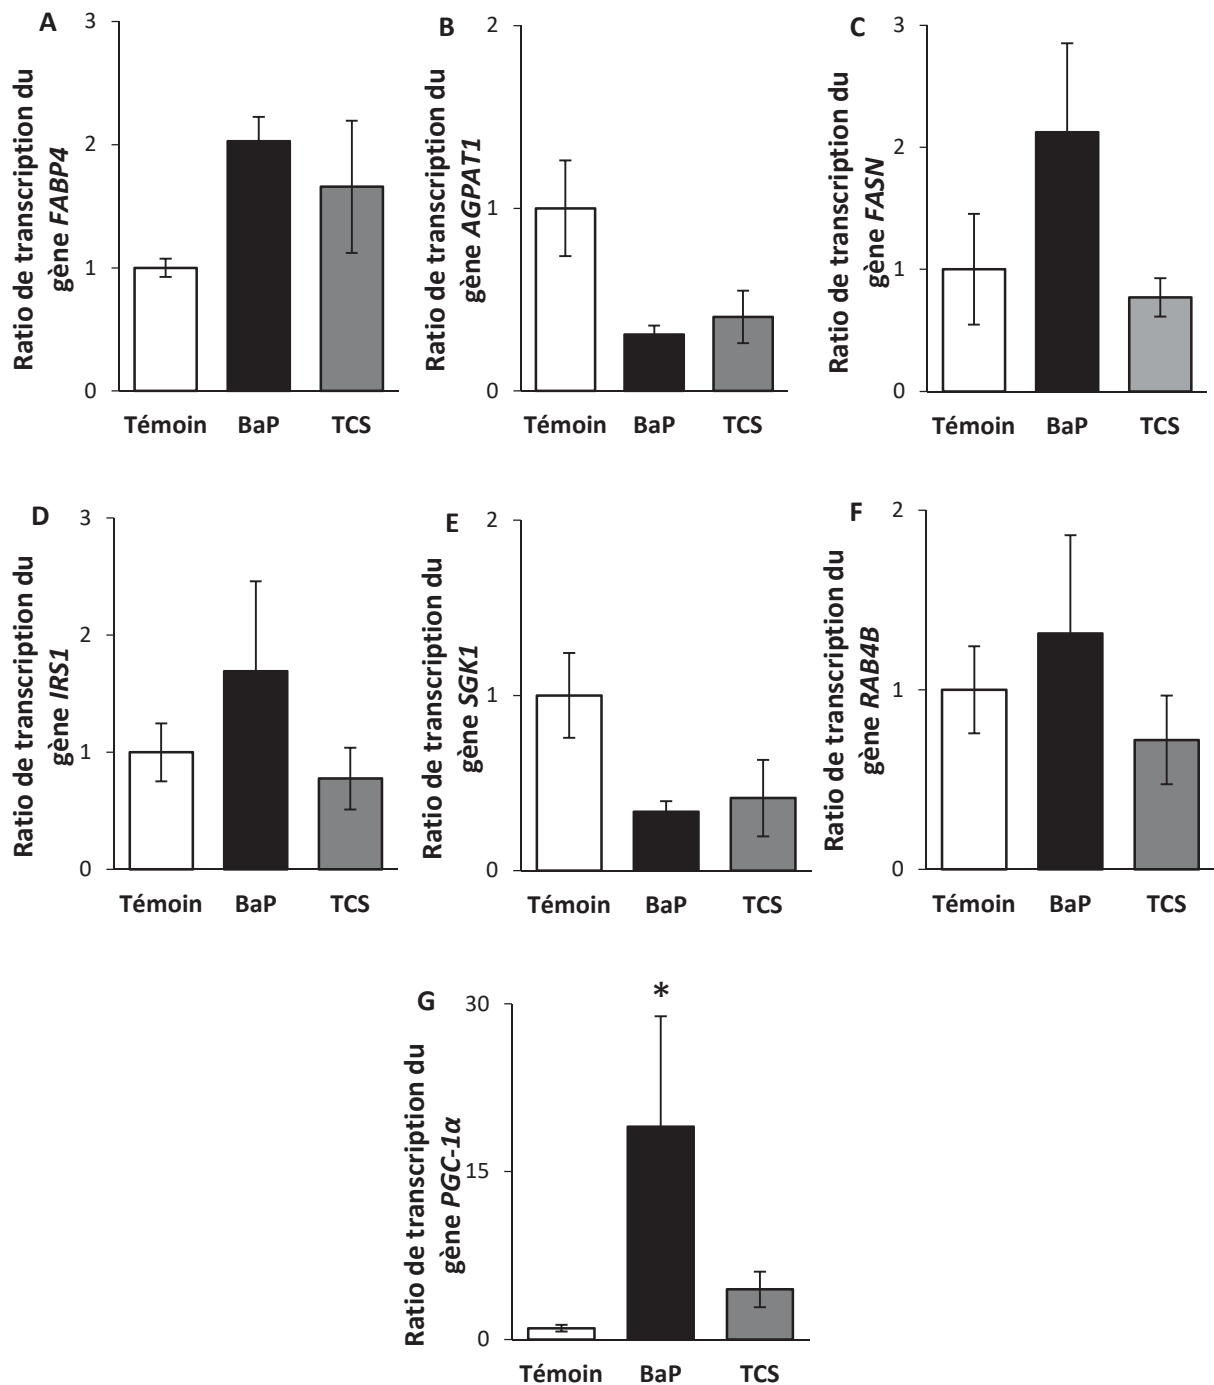 A
Ratio de transcription du
gène FABP4
3
2
1
0
Témoin BaP TCS
B
Ratio de transcription du
gène AGPAT1
2
1
0
Témoin BaP TCS
C
Ratio de transcription du
gène FASN
3
2
1
0
Témoin BaP TCS
D
Ratio de transcription du
gène IRS1
3
2
1
0
Témoin BaP TCS
E
Ratio de transcription du
gène SGK1
2
1
0
Témoin BaP TCS
F
Ratio de transcription du
gène RAB4B
2
1
0
Témoin BaP TCS
G
Ratio de transcription du
gène PGC-1α
30
15
0
*
Témoin BaP TCS